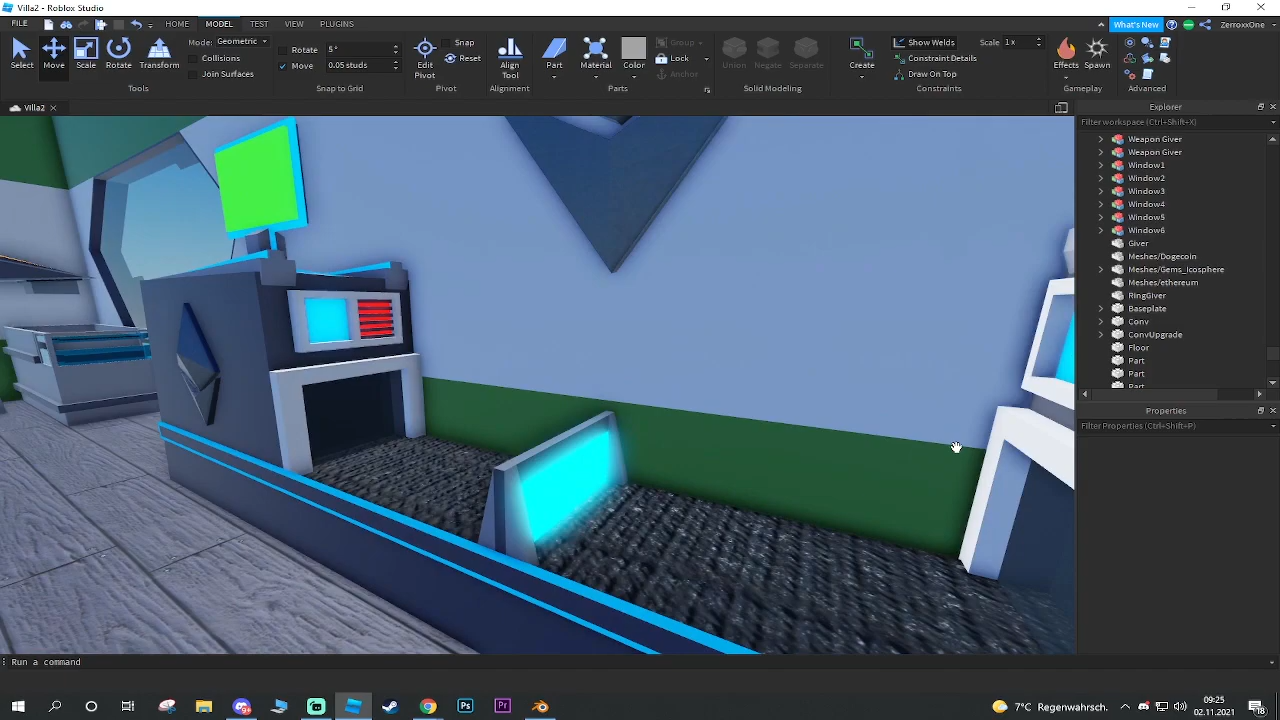 Villa2 - Roblox Studio
FILE HOME MODEL TEST VIEW PLUGINS What's New ZeroxxOne
Mode: Geometric Rotate 5 ° Snap Show Welds Scale 1 x
Collisions Move 0.05 studs Reset Group Lock Constraint Details
Join Surfaces Anchor Draw On Top
Select Move Scale Rotate Transform Edit Pivot Align Tool Part Material Color Union Negate Separate Create Effects Spawn
Tools Snap to Grid Pivot Alignment Parts Solid Modeling Constraints Gameplay Advanced
Villa2
Explorer
Filter workspace (Ctrl+Shift+X)
Weapon Giver
Weapon Giver
Window1
Window2
Window3
Window4
Window5
Window6
Giver
Meshes/Dogecoin
Meshes/Gems_Icosphere
Meshes/ethereum
RingGiver
Baseplate
Conv
ConvUpgrade
Floor
Part
Part
Part
Properties
Filter Properties (Ctrl+Shift+P)
Run a command
7°C Regenwahrsch.
09:25
02.11.2021